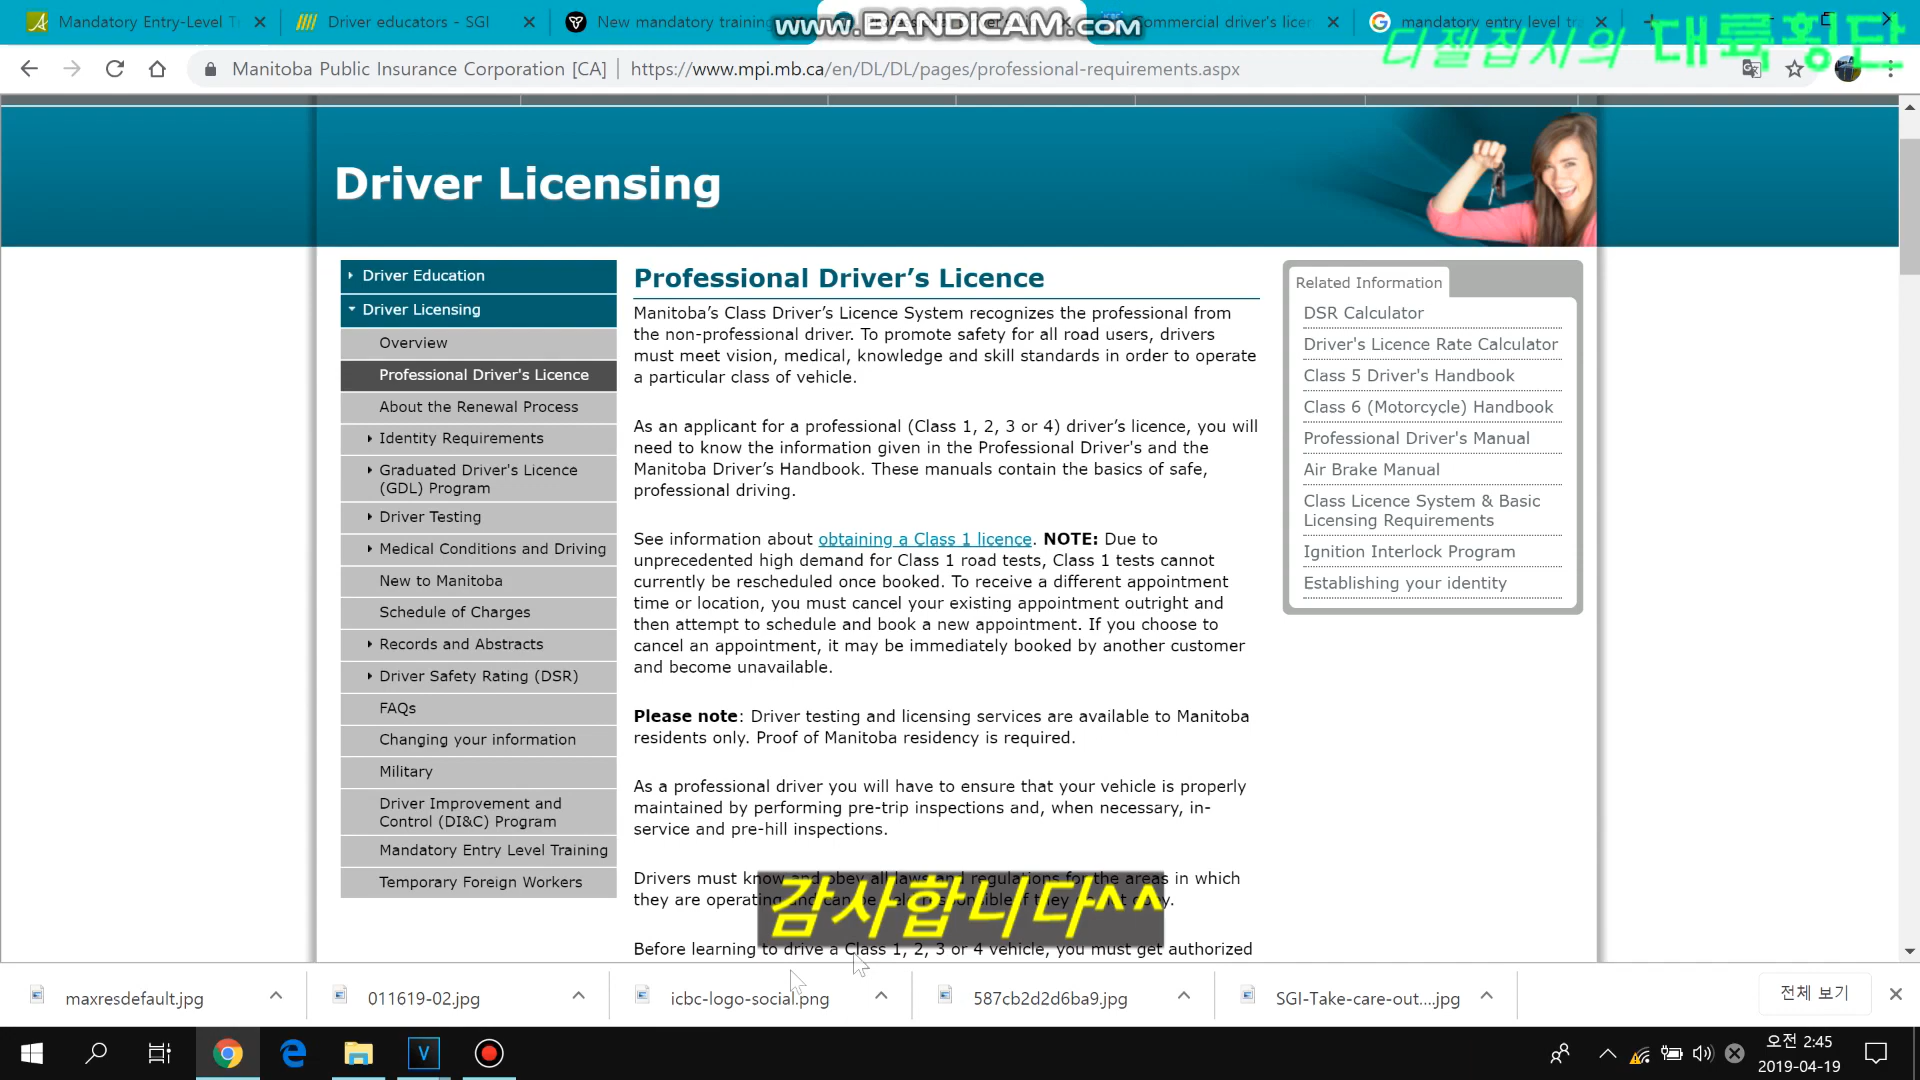 Mandatory Entry-Level T
Driver educators - SGI
New mandatory training
Commercial driver's licer
mandatory entry level tr
www.BANDICAM.com
디젤집시의 대륙횡단
Manitoba Public Insurance Corporation [CA] | https://www.mpi.mb.ca/en/DL/DL/pages/professional-requirements.aspx
Driver Licensing
Driver Education
Driver Licensing
Overview
Professional Driver's Licence
About the Renewal Process
Identity Requirements
Graduated Driver's Licence
(GDL) Program
Driver Testing
Medical Conditions and Driving
New to Manitoba
Schedule of Charges
Records and Abstracts
Driver Safety Rating (DSR)
FAQs
Changing your information
Military
Driver Improvement and
Control (DI&C) Program
Mandatory Entry Level Training
Temporary Foreign Workers
Professional Driver’s Licence
Manitoba’s Class Driver’s Licence System recognizes the professional from
the non-professional driver. To promote safety for all road users, drivers
must meet vision, medical, knowledge and skill standards in order to operate
a particular class of vehicle.
As an applicant for a professional (Class 1, 2, 3 or 4) driver’s licence, you will
need to know the information given in the Professional Driver's and the
Manitoba Driver’s Handbook. These manuals contain the basics of safe,
professional driving.
See information about obtaining a Class 1 licence. NOTE: Due to
unprecedented high demand for Class 1 road tests, Class 1 tests cannot
currently be rescheduled once booked. To receive a different appointment
time or location, you must cancel your existing appointment outright and
then attempt to schedule and book a new appointment. If you choose to
cancel an appointment, it may be immediately booked by another customer
and become unavailable.
Please note: Driver testing and licensing services are available to Manitoba
residents only. Proof of Manitoba residency is required.
As a professional driver you will have to ensure that your vehicle is properly
maintained by performing pre-trip inspections and, when necessary, in-
service and pre-hill inspections.
Drivers must know and obey all laws and regulations for the areas in which
they are operating and can be held responsible if they
감사합니다^^
Before learning to drive a Class 1, 2, 3 or 4 vehicle, you must get authorized
Related Information
DSR Calculator
Driver's Licence Rate Calculator
Class 5 Driver's Handbook
Class 6 (Motorcycle) Handbook
Professional Driver's Manual
Air Brake Manual
Class Licence System & Basic
Licensing Requirements
Ignition Interlock Program
Establishing your identity
maxresdefault.jpg
011619-02.jpg
icbc-logo-social.png
587cb2d2d6ba9.jpg
SGI-Take-care-out....jpg
전체 보기
오전 2:45
2019-04-19